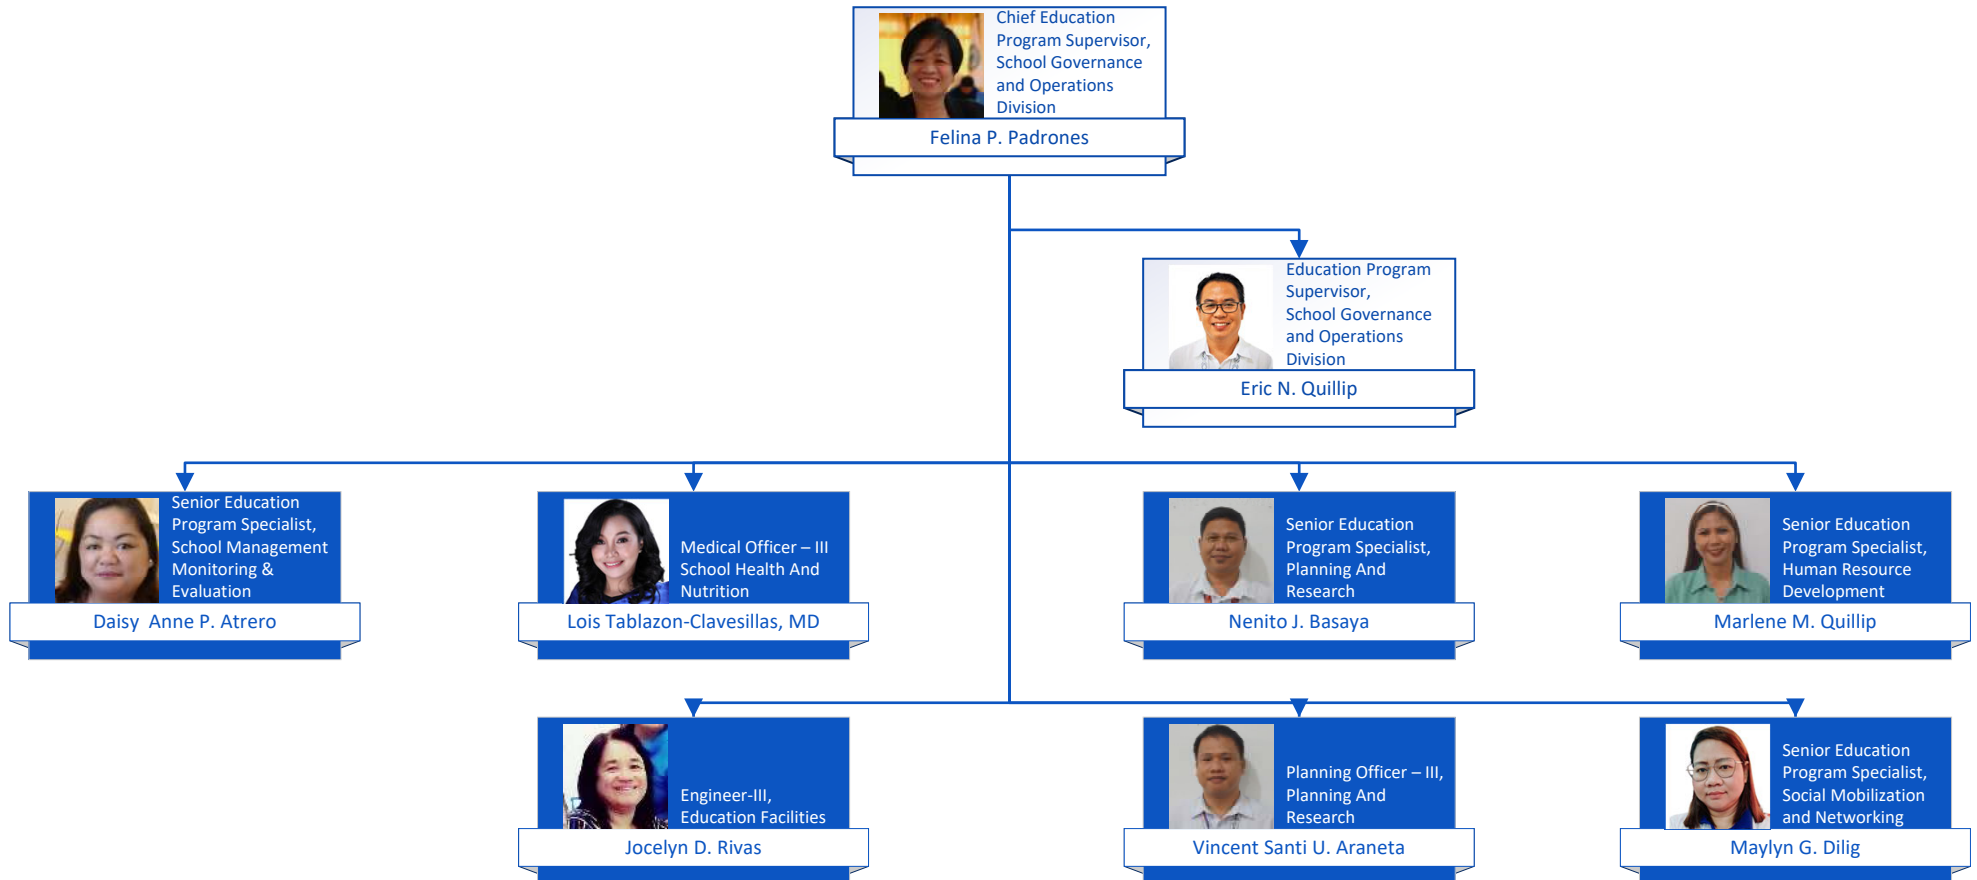 Chief Education
Program Supervisor,
School Governance
and Operations
Division
Felina P. Padrones
Education Program
Supervisor,
School Governance
and Operations
Division
Eric N. Quillip
Senior Education
Program Specialist,
School Management
Monitoring &
Evaluation
Daisy  Anne P. Atrero
Medical Officer – III
School Health And
Nutrition
Lois Tablazon-Clavesillas, MD
Senior Education
Program Specialist,
Planning And
Research
Nenito J. Basaya
Senior Education
Program Specialist,
Human Resource
Development
Marlene M. Quillip
Engineer-III,
Education Facilities
Jocelyn D. Rivas
Planning Officer – III,
Planning And
Research
Vincent Santi U. Araneta
Senior Education
Program Specialist,
Social Mobilization
and Networking
Maylyn G. Dilig